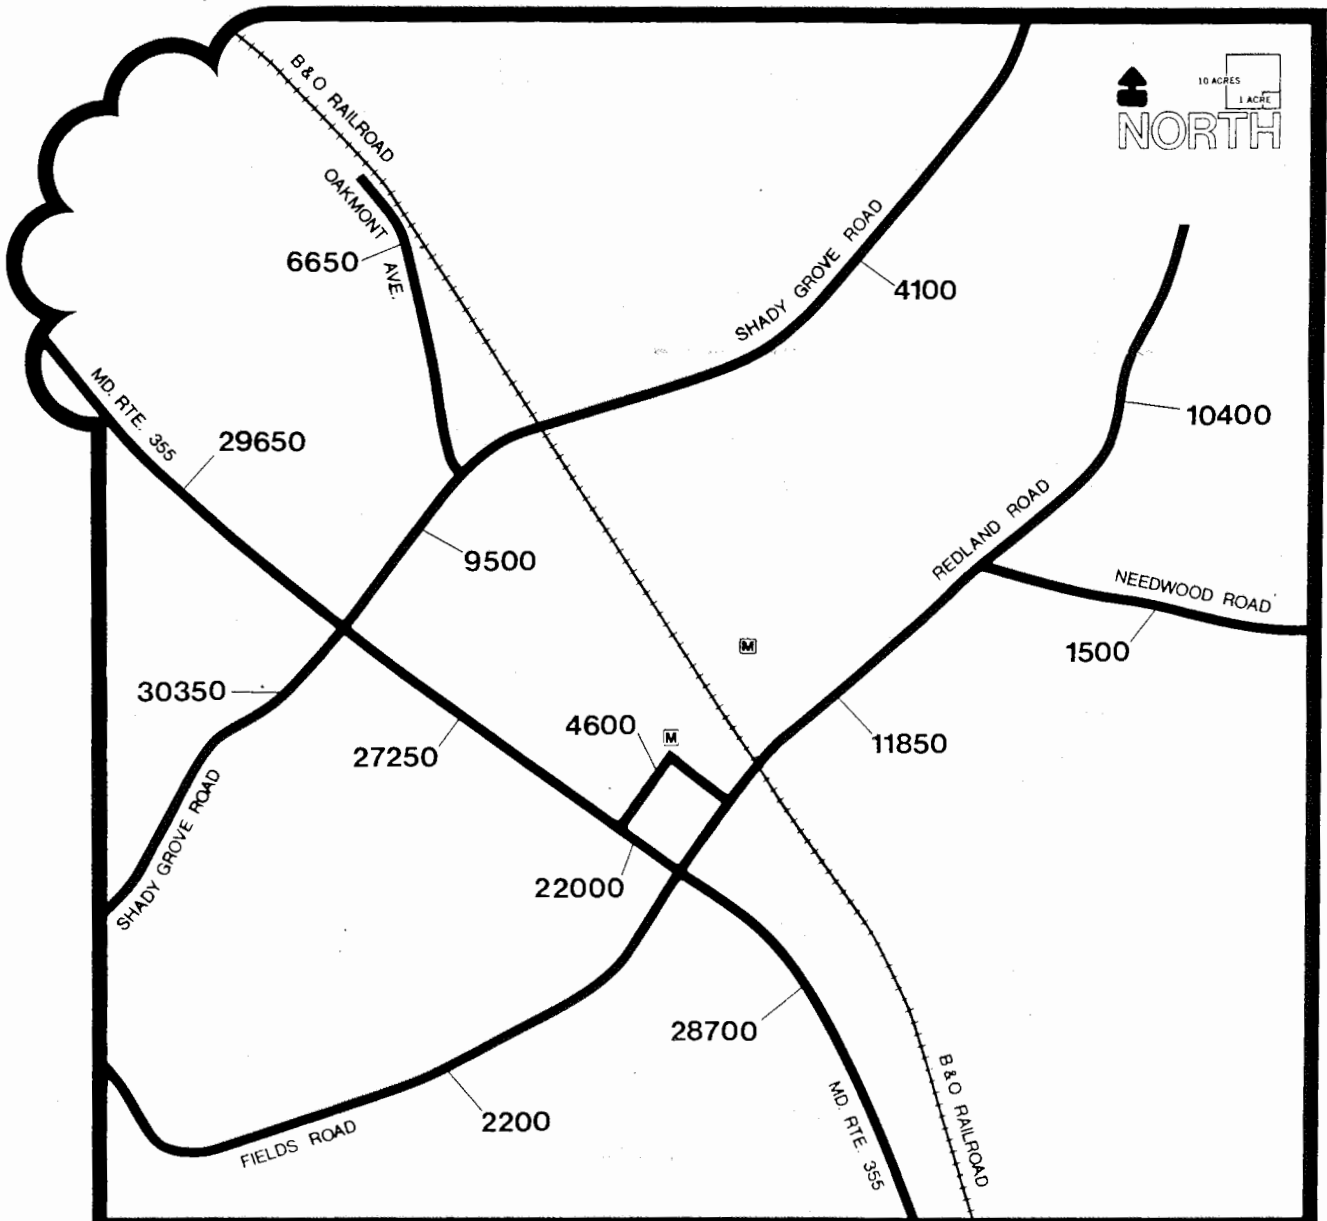 B & O RAILROAD
10 ACRES
1 ACRE
NORTH
OAKMONT AVE.
6650
SHADY GROVE ROAD
4100
MD. RTE. 355
29650
10400
9500
REDLAND ROAD
NEEDWOOD ROAD
1500
30350
27250
4600
M
M
11850
SHADY GROVE ROAD
22000
28700
2200
FIELDS ROAD
MD. RTE. 355
B & O RAILROAD